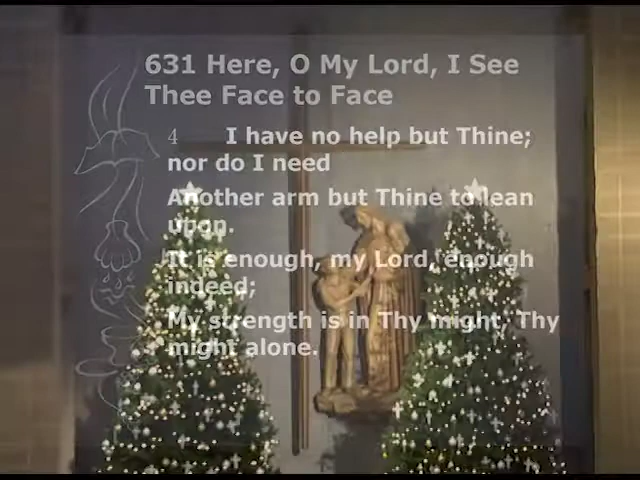 631 Here, O My Lord, I See
Thee Face to Face
4 I have no help but Thine;
nor do I need
Another arm but Thine to lean
upon.
It is enough, my Lord, enough
indeed;
My strength is in Thy might, Thy
might alone.